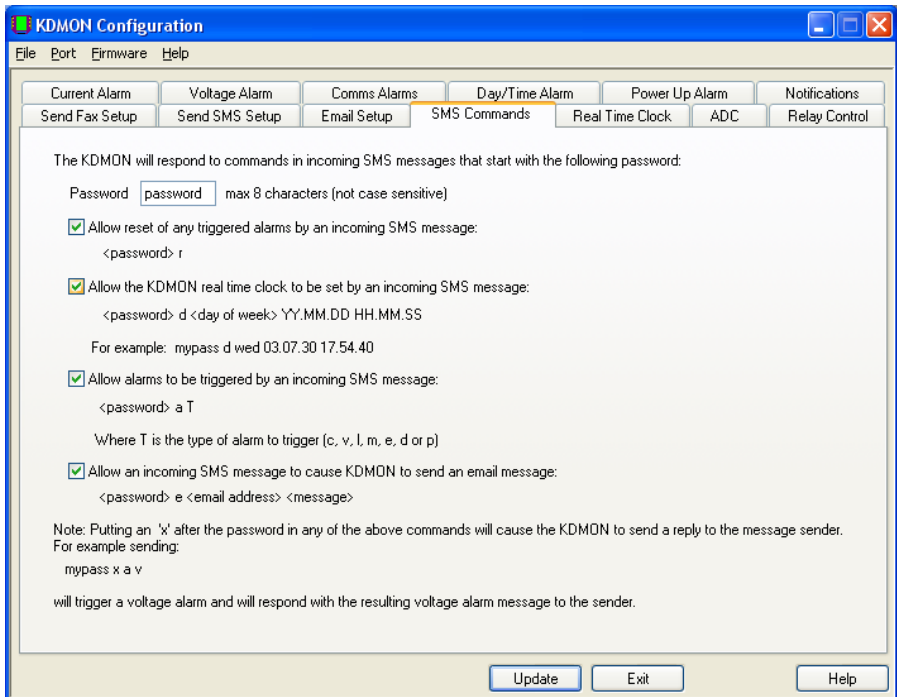 KDMON Configuration
File Port Firmware Help
Current Alarm Voltage Alarm Comms Alarms Day/Time Alarm Power Up Alarm Notifications
Send Fax Setup Send SMS Setup Email Setup SMS Commands Real Time Clock ADC Relay Control
The KDMON will respond to commands in incoming SMS messages that start with the following password:
Password password max 8 characters (not case sensitive)
Allow reset of any triggered alarms by an incoming SMS message:
<password> r
Allow the KDMON real time clock to be set by an incoming SMS message:
<password> d <day of week> YY.MM.DD HH.MM.SS
For example: mypass d wed 03.07.30 17.54.40
Allow alarms to be triggered by an incoming SMS message:
<password> a T
Where T is the type of alarm to trigger (c, v, l, m, e, d or p)
Allow an incoming SMS message to cause KDMON to send an email message:
<password> e <email address> <message>
Note: Putting an 'x' after the password in any of the above commands will cause the KDMON to send a reply to the message sender.
For example sending:
mypass x a v
will trigger a voltage alarm and will respond with the resulting voltage alarm message to the sender.
Update Exit Help